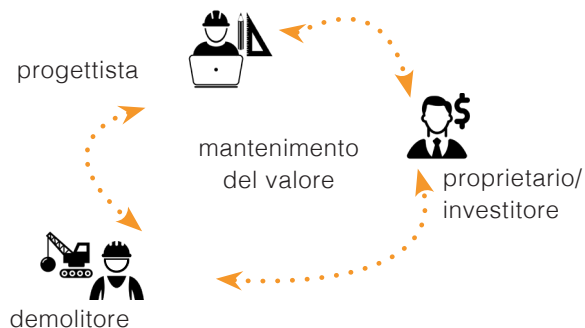 progettista
mantenimento
del valore
proprietario/
investitore
demolitore